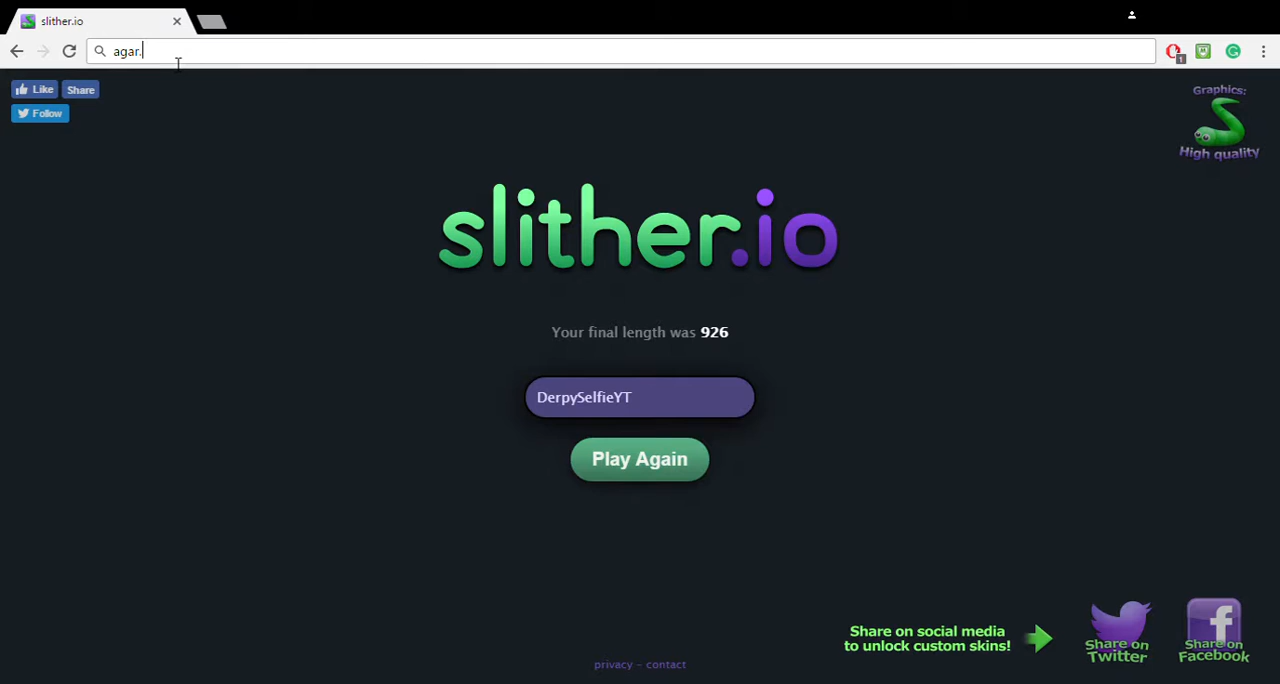 slither.io
agar.
1
Like Share
Follow
Graphics:
High quality
slither.io
Your final length was 926
DerpySelfieYT
Play Again
Share on social media
to unlock custom skins!
Share on
Twitter
Share on
Facebook
privacy - contact